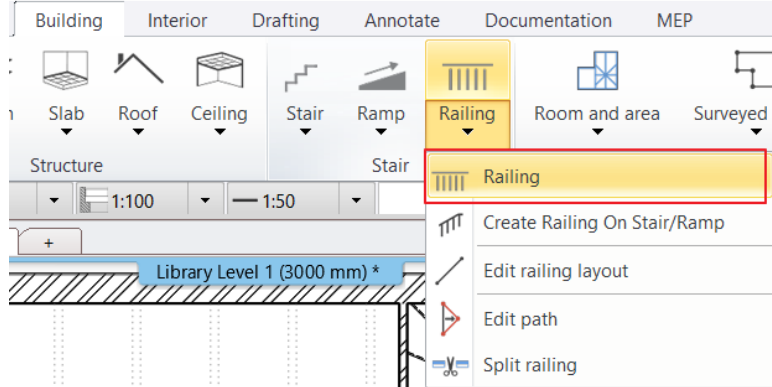 Building Interior Drafting Annotate Documentation MEP
Slab Roof Ceiling Stair Ramp Railing Room and area Surveyed
Structure Stair
1:100 1:50
Railing
Create Railing On Stair/Ramp
+
Library Level 1 (3000 mm) *
Edit railing layout
Edit path
Split railing